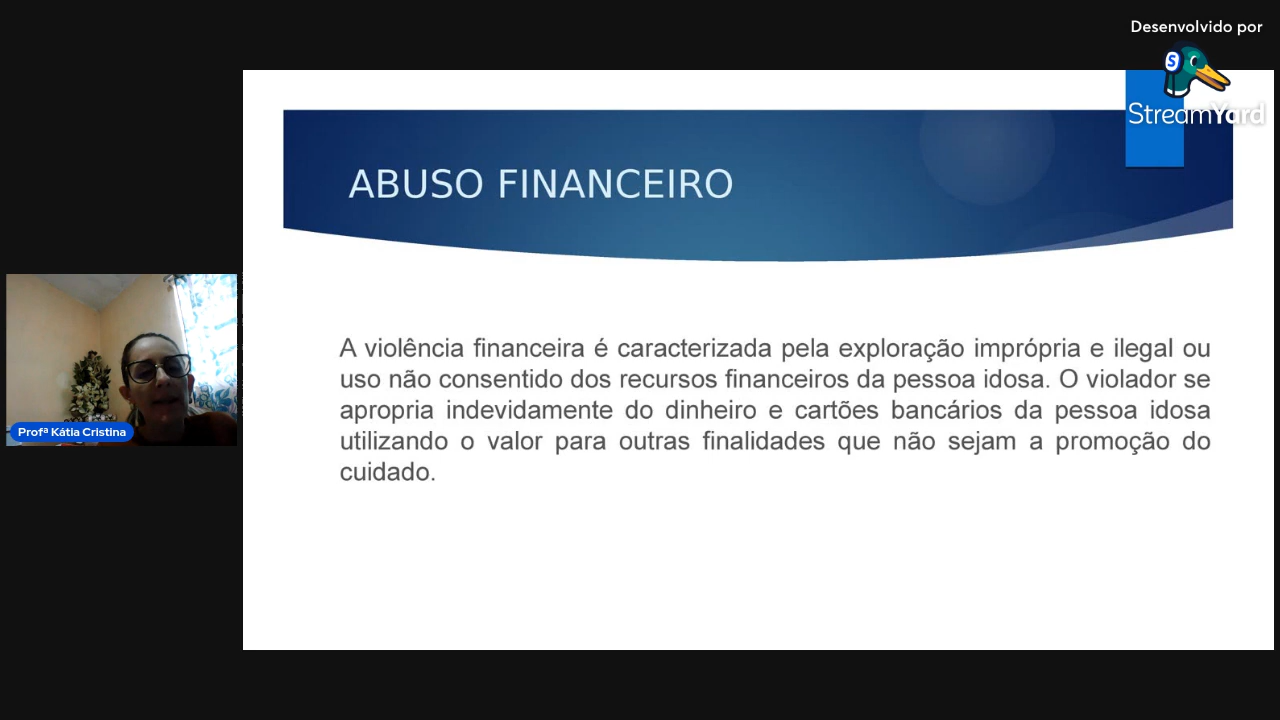 Desenvolvido por
StreamYard
ABUSO FINANCEIRO
A violência financeira é caracterizada pela exploração imprópria e ilegal ou
uso não consentido dos recursos financeiros da pessoa idosa. O violador se
apropria indevidamente do dinheiro e cartões bancários da pessoa idosa
utilizando o valor para outras finalidades que não sejam a promoção do
cuidado.
Profª Kátia Cristina